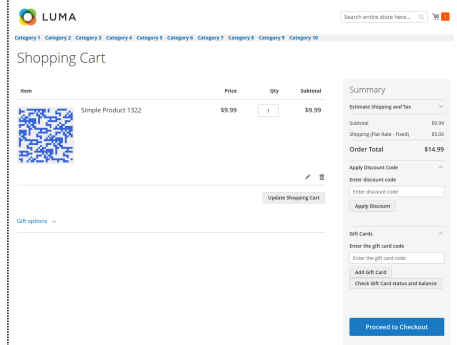 LUMA
Search entire store here...
1
Category 1 Category 2 Category 3 Category 4 Category 5 Category 6 Category 7 Category 8 Category 9 Category 10
Shopping Cart
Item Price Qty Subtotal
Simple Product 1322 $9.99 1 $9.99
Update Shopping Cart
Gift options
Summary
Estimate Shipping and Tax
Subtotal $9.99
Shipping (Flat Rate - Fixed) $5.00
Order Total $14.99
Apply Discount Code
Enter discount code
Enter discount code
Apply Discount
Gift Cards
Enter the gift card code
Enter the gift card code
Add Gift Card
Check Gift Card status and balance
Proceed to Checkout